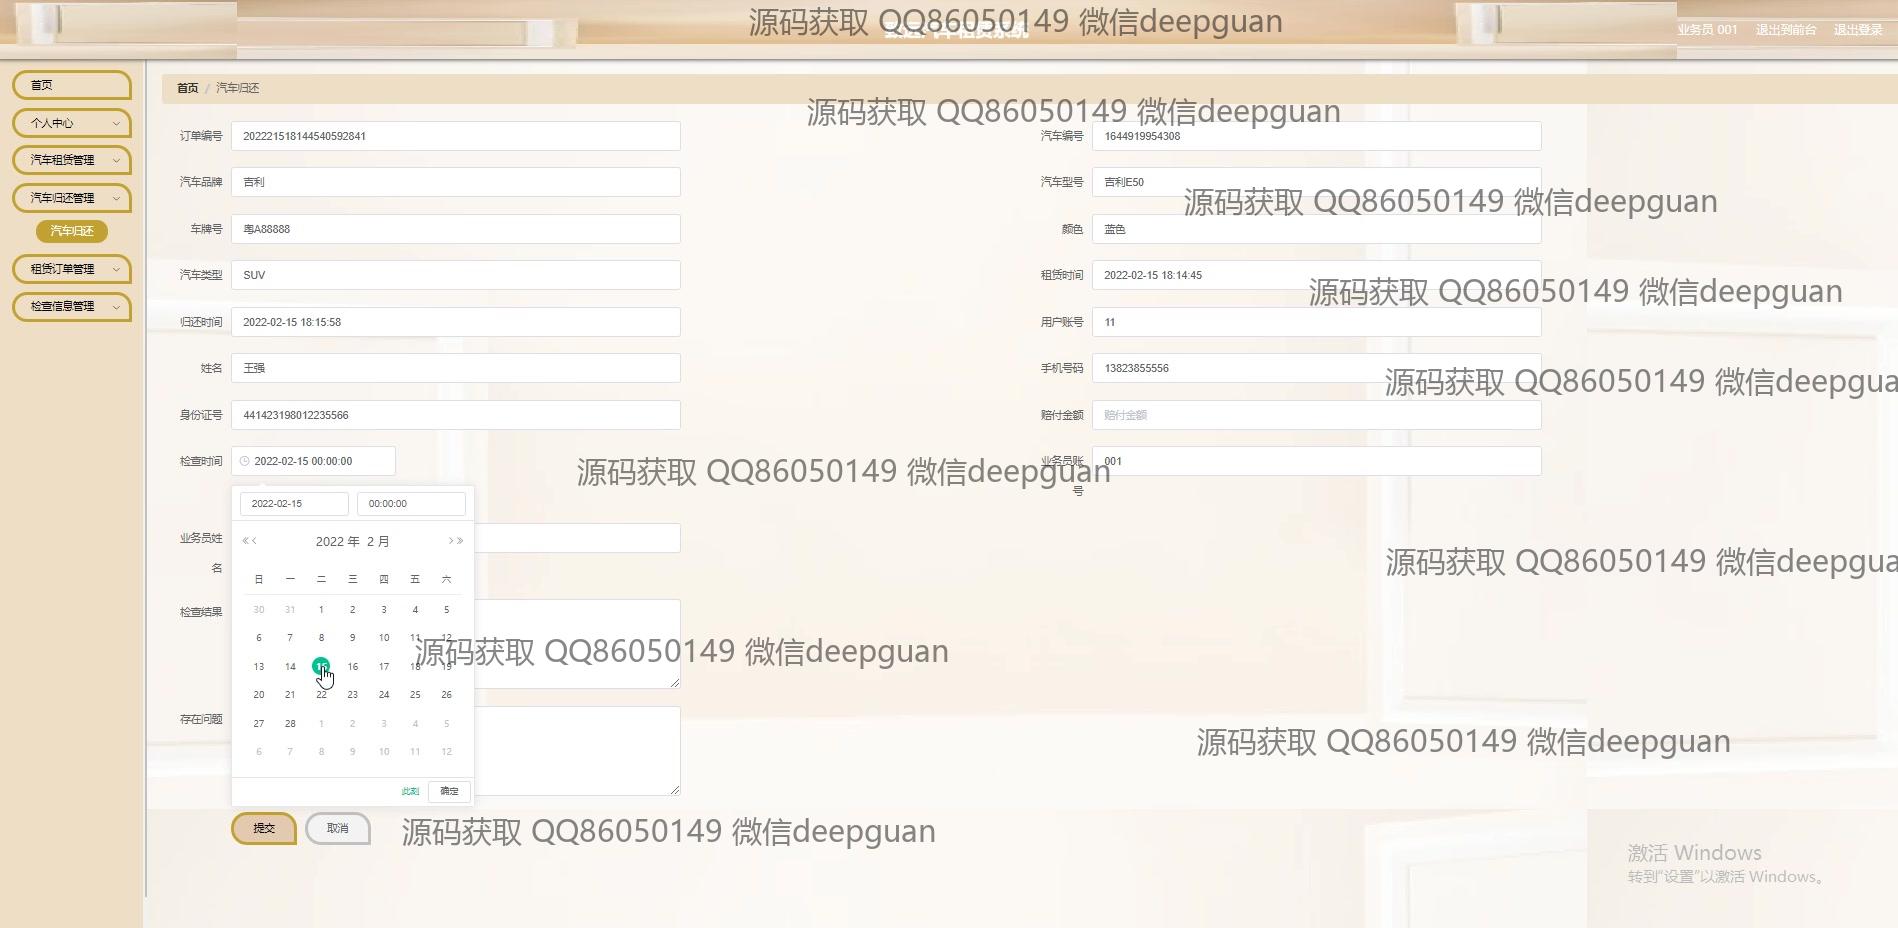 源码获取 QQ86050149 微信deepguan
业务员 001 退出到前台 退出登录
首页
个人中心
汽车租赁管理
汽车归还管理
汽车归还
租赁订单管理
检查信息管理
首页 / 汽车归还
源码获取 QQ86050149 微信deepguan
订单编号 202221518144540592841 汽车编号 1644919954308
汽车品牌 吉利 汽车型号 吉利E50
源码获取 QQ86050149 微信deepguan
车牌号 粤A88888 颜色 蓝色
汽车类型 SUV 租赁时间 2022-02-15 18:14:45
源码获取 QQ86050149 微信deepguan
归还时间 2022-02-15 18:15:58 用户账号 11
姓名 王强 手机号码 13823855556
源码获取 QQ86050149 微信deepgua
身份证号 441423198012235566 赔付金额 赔付金额
检查时间 2022-02-15 00:00:00 业务员账号 001
源码获取 QQ86050149 微信deepguan
2022-02-15 00:00:00
2022 年 2 月
日 一 二 三 四 五 六
30 31 1 2 3 4 5
6 7 8 9 10 11 12
13 14 15 16 17 18 19
20 21 22 23 24 25 26
27 28 1 2 3 4 5
6 7 8 9 10 11 12
此刻 确定
业务员姓名
源码获取 QQ86050149 微信deepgua
检查结果
源码获取 QQ86050149 微信deepguan
存在问题
源码获取 QQ86050149 微信deepguan
提交 取消
源码获取 QQ86050149 微信deepguan
激活 Windows
转到"设置"以激活 Windows。